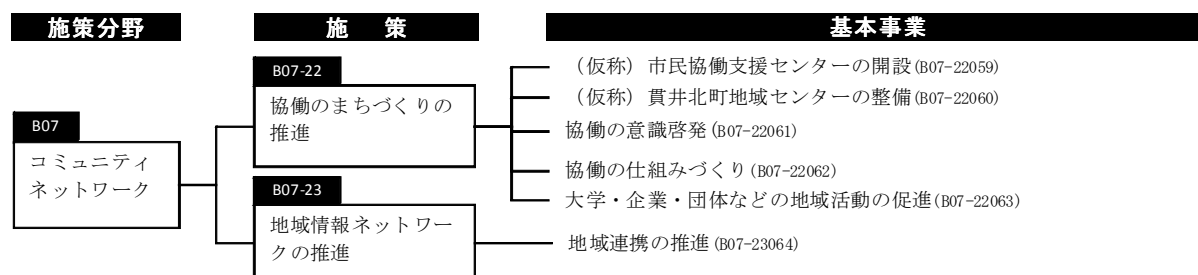 施策分野
施　策
基本事業
B07
コミュニティ
ネットワーク
B07-22
協働のまちづくりの
推進
B07-23
地域情報ネットワー
クの推進
（仮称）市民協働支援センターの開設(B07-22059)
（仮称）貫井北町地域センターの整備(B07-22060)
協働の意識啓発(B07-22061)
協働の仕組みづくり(B07-22062)
大学・企業・団体などの地域活動の促進(B07-22063)
地域連携の推進(B07-23064)